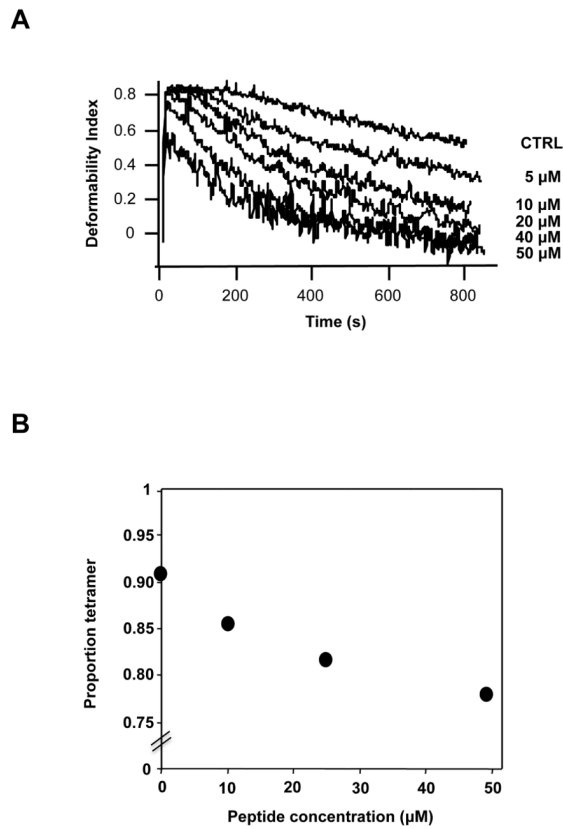 A
Deformability Index
0.8
0.6
0.4
0.2
0
0 200 400 600 800
Time (s)
CTRL
5 µM
10 µM
20 µM
40 µM
50 µM
B
Proportion tetramer
1
0.95
0.90
0.85
0.80
0.75
0
0 10 20 30 40 50
Peptide concentration (µM)